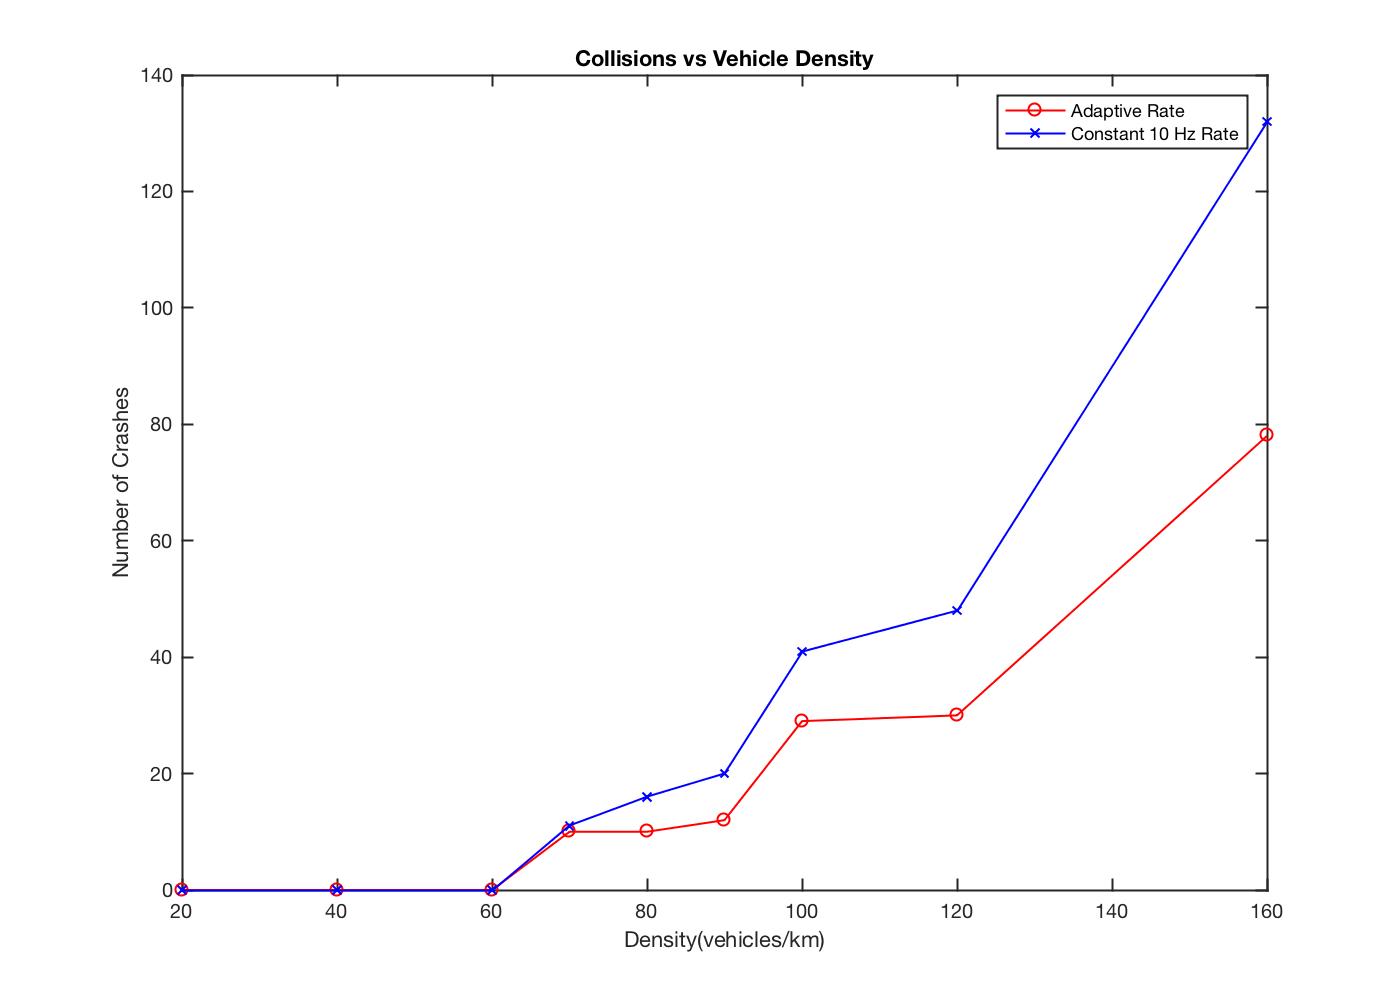 Collisions vs Vehicle Density
140
120
100
80
60
40
20
0
Number of Crashes
Adaptive Rate
Constant 10 Hz Rate
20 40 60 80 100 120 140 160
Density(vehicles/km)